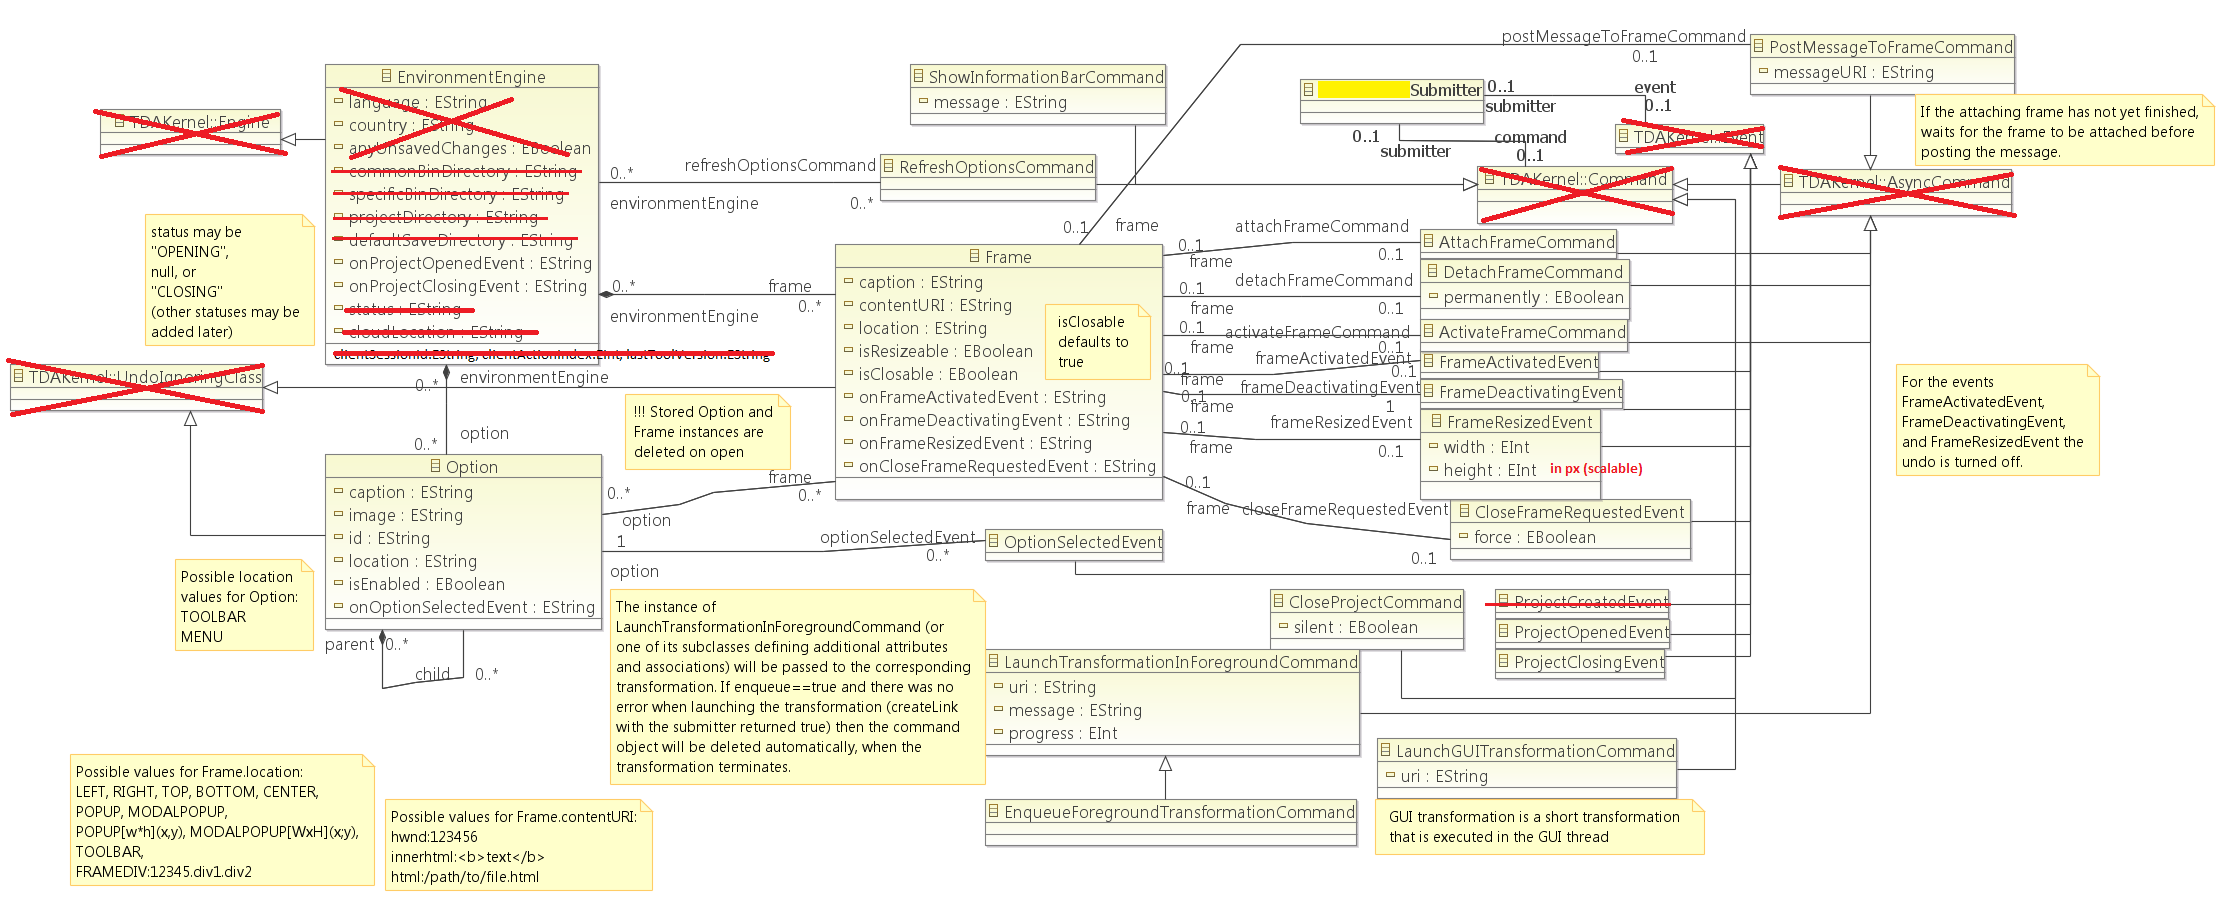 TDAKernel::Engine
EnvironmentEngine
language : EString
country : EString
anyUnsavedChanges : EBoolean
commonBinDirectory : EString
specificBinDirectory : EString
projectDirectory : EString
defaultSaveDirectory : EString
onProjectOpenedEvent : EString
onProjectClosingEvent : EString
status : EString
cloudLocation : EString
clientSessionId:EString, clientActionIndex:EInt, lastToolVersion:EString
status may be
"OPENING",
null, or
"CLOSING"
(other statuses may be
added later)
TDAKernel::UndoIgnoringClass
ShowInformationBarCommand
message : EString
refreshOptionsCommand
0..*
environmentEngine
0..*
RefreshOptionsCommand
0..*
frame
environmentEngine
0..*
Frame
caption : EString
contentURI : EString
location : EString
isResizeable : EBoolean
isClosable : EBoolean
onFrameActivatedEvent : EString
onFrameDeactivatingEvent : EString
onFrameResizedEvent : EString
onCloseFrameRequestedEvent : EString
isClosable
defaults to
true
postMessageToFrameCommand
0..1
0..1
frame
PostMessageToFrameCommand
messageURI : EString
If the attaching frame has not yet finished,
waits for the frame to be attached before
posting the message.
Submitter
0..1
submitter
event
0..1
TDAKernel::Event
0..1
submitter
command
0..1
TDAKernel::Command
TDAKernel::AsyncCommand
attachFrameCommand
0..1
frame
0..1
AttachFrameCommand
detachFrameCommand
0..1
frame
0..1
DetachFrameCommand
permanently : EBoolean
0..1
activateFrameCommand
frame
0..1
ActivateFrameCommand
frameActivatedEvent
0..1
frame
0..1
FrameActivatedEvent
frameDeactivatingEvent
0..1
frame
1
FrameDeactivatingEvent
frameResizedEvent
0..1
frame
0..1
FrameResizedEvent
width : EInt
height : EInt
in px (scalable)
0..1
frame
closeFrameRequestedEvent
0..1
CloseFrameRequestedEvent
force : EBoolean
For the events
FrameActivatedEvent,
FrameDeactivatingEvent,
and FrameResizedEvent the
undo is turned off.
environmentEngine
0..*
option
0..*
!!! Stored Option and
Frame instances are
deleted on open
Option
caption : EString
image : EString
id : EString
location : EString
isEnabled : EBoolean
onOptionSelectedEvent : EString
frame
0..*
0..*
option
optionSelectedEvent
1
0..*
option
OptionSelectedEvent
parent
0..*
child
0..*
Possible location
values for Option:
TOOLBAR
MENU
The instance of
LaunchTransformationInForegroundCommand (or
one of its subclasses defining additional attributes
and associations) will be passed to the corresponding
transformation. If enqueue==true and there was no
error when launching the transformation (createLink
with the submitter returned true) then the command
object will be deleted automatically, when the
transformation terminates.
CloseProjectCommand
silent : EBoolean
ProjectCreatedEvent
ProjectOpenedEvent
ProjectClosingEvent
LaunchTransformationInForegroundCommand
uri : EString
message : EString
progress : EInt
LaunchGUITransformationCommand
uri : EString
EnqueueForegroundTransformationCommand
GUI transformation is a short transformation
that is executed in the GUI thread
Possible values for Frame.location:
LEFT, RIGHT, TOP, BOTTOM, CENTER,
POPUP, MODALPOPUP,
POPUP[w*h](x,y), MODALPOPUP[WxH](x;y),
TOOLBAR,
FRAMEDIV:12345.div1.div2
Possible values for Frame.contentURI:
hwnd:123456
innerhtml:<b>text</b>
html:/path/to/file.html